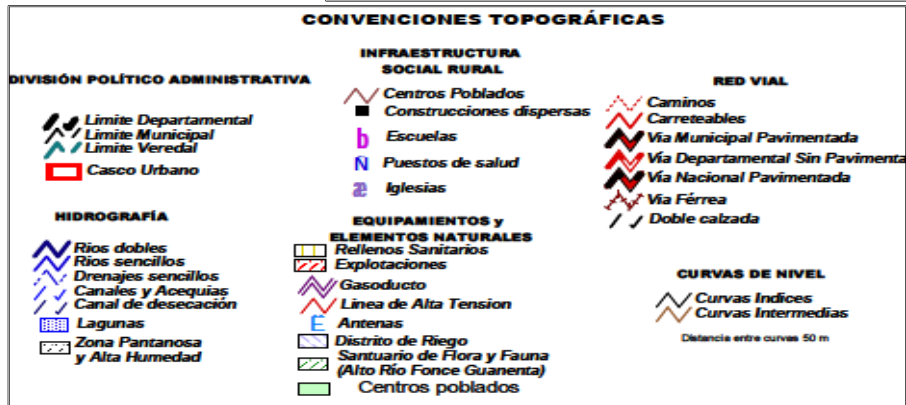 CONVENCIONES TOPOGRÁFICAS
DIVISIÓN POLÍTICO ADMINISTRATIVA
Limite Departamental
Limite Municipal
Limite Veredal
Casco Urbano
HIDROGRAFÍA
Rios dobles
Rios sencillos
Drenajes sencillos
Canales y Acequias
Canal de desecación
Lagunas
Zona Pantanosa
y Alta Humedad
INFRAESTRUCTURA
SOCIAL RURAL
Centros Poblados
Construcciones dispersas
b Escuelas
Ñ Puestos de salud
æ Iglesias
EQUIPAMIENTOS y
ELEMENTOS NATURALES
Rellenos Sanitarios
Explotaciones
Gasoducto
Linea de Alta Tension
É Antenas
Distrito de Riego
Santuario de Flora y Fauna
(Alto Río Fonce Guanenta)
Centros poblados
RED VIAL
Caminos
Carreteables
Via Municipal Pavimentada
Via Departamental Sin Pavimenta
Via Nacional Pavimentada
Via Férrea
Doble calzada
CURVAS DE NIVEL
Curvas Indices
Curvas Intermedias
Distancia entre curvas 50 m